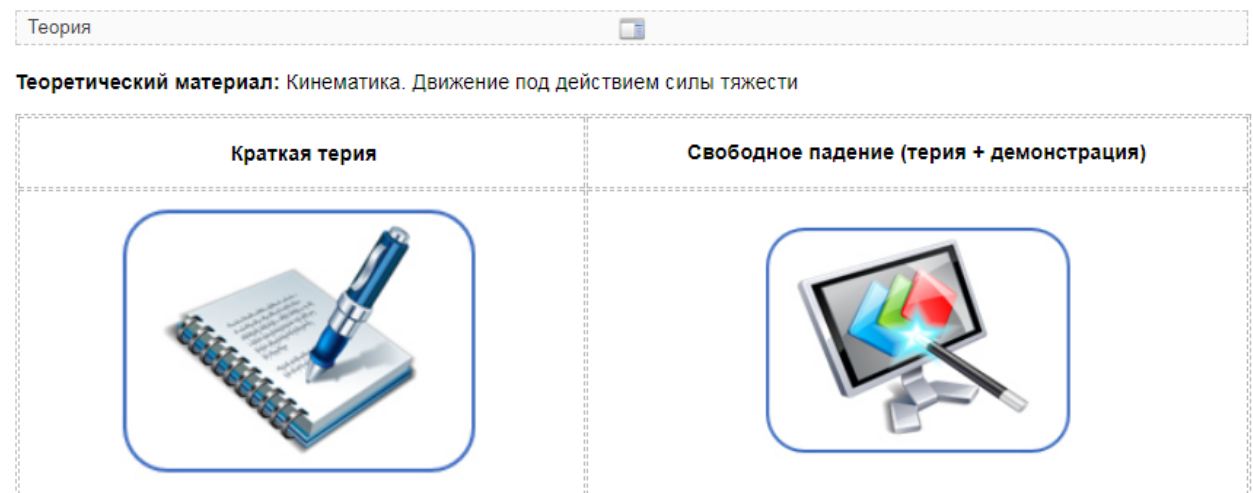 Теория
Теоретический материал: Кинематика. Движение под действием силы тяжести
Краткая терия
Свободное падение (терия + демонстрация)